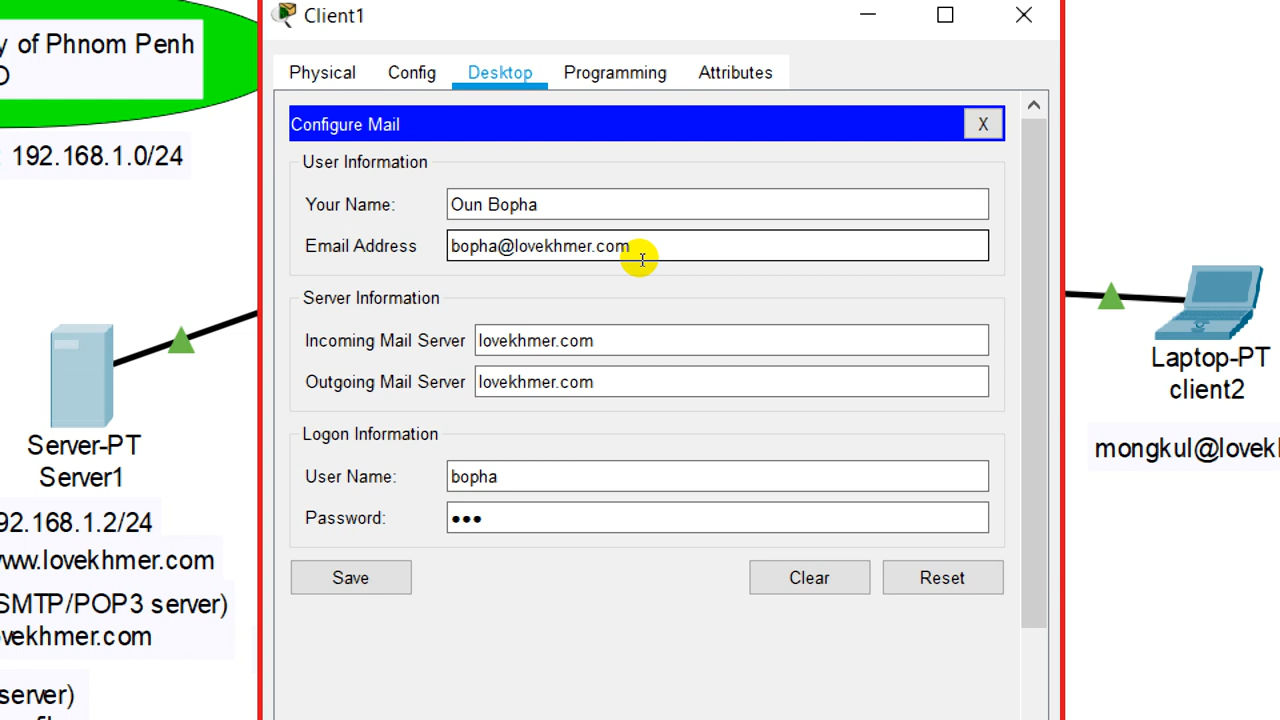 Client1
y of Phnom Penh
192.168.1.0/24
Physical Config Desktop Programming Attributes
Configure Mail X
User Information
Your Name: Oun Bopha
Email Address bopha@lovekhmer.com
Server Information
Incoming Mail Server lovekhmer.com
Outgoing Mail Server lovekhmer.com
Logon Information
User Name: bopha
Password: ●●●
Save Clear Reset
Server-PT
Server1
92.168.1.2/24
www.lovekhmer.com
SMTP/POP3 server)
ovekhmer.com
server)
Laptop-PT
client2
mongkul@lovekl